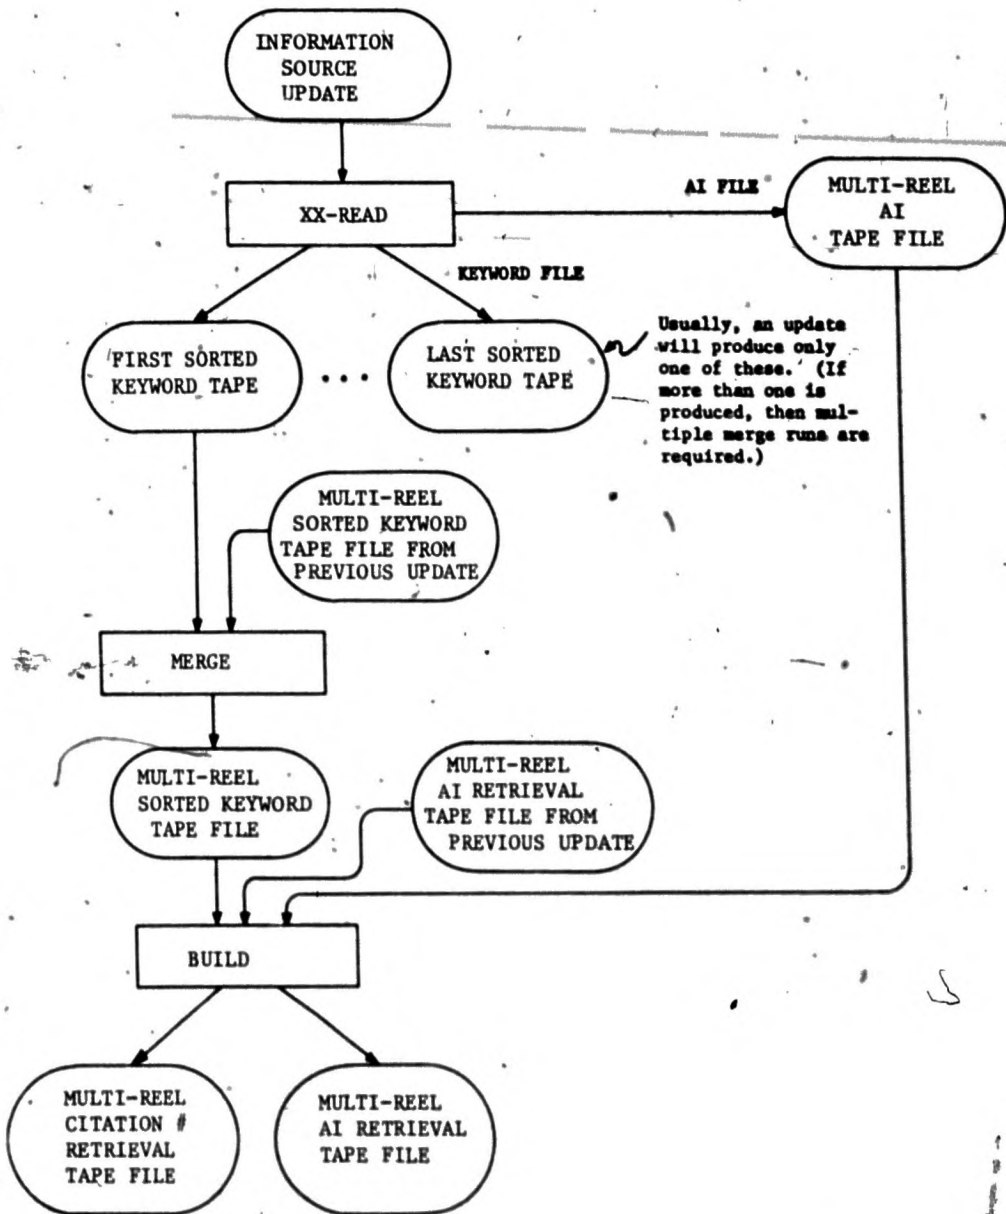 INFORMATION
SOURCE
UPDATE
XX-READ
AI FILE
MULTI-REEL
AI
TAPE FILE
KEYWORD FILE
FIRST SORTED
KEYWORD TAPE
...
LAST SORTED
KEYWORD TAPE
Usually, an update
will produce only
one of these. (If
more than one is
produced, then mul-
tiple merge runs are
required.)
MULTI-REEL
SORTED KEYWORD
TAPE FILE FROM
PREVIOUS UPDATE
MERGE
MULTI-REEL
SORTED KEYWORD
TAPE FILE
MULTI-REEL
AI RETRIEVAL
TAPE FILE FROM
PREVIOUS UPDATE
BUILD
MULTI-REEL
CITATION #
RETRIEVAL
TAPE FILE
MULTI-REEL
AI RETRIEVAL
TAPE FILE